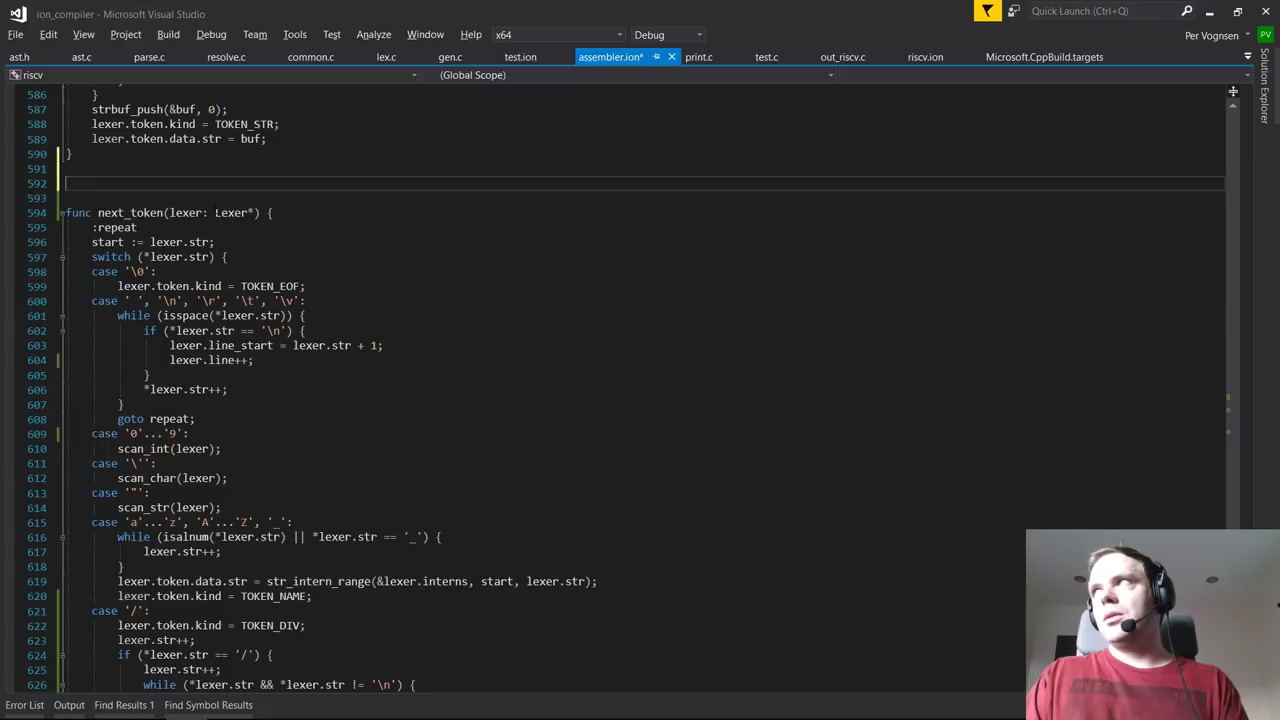 ion_compiler - Microsoft Visual Studio
Quick Launch (Ctrl+Q)
File Edit View Project Build Debug Team Tools Test Analyze Window Help x64 Debug
Per Vognsen PV
ast.h ast.c parse.c resolve.c common.c lex.c gen.c test.ion assembler.ion* print.c test.c out_riscv.c riscv.ion Microsoft.CppBuild.targets
riscv (Global Scope)
Solution Explorer
586 }
587 strbuf_push(&buf, 0);
588 lexer.token.kind = TOKEN_STR;
589 lexer.token.data.str = buf;
590 }
591
592
593
594 func next_token(lexer: Lexer*) {
595 :repeat
596 start := lexer.str;
597 switch (*lexer.str) {
598 case '\0':
599 lexer.token.kind = TOKEN_EOF;
600 case ' ', '\n', '\r', '\t', '\v':
601 while (isspace(*lexer.str)) {
602 if (*lexer.str == '\n') {
603 lexer.line_start = lexer.str + 1;
604 lexer.line++;
605 }
606 *lexer.str++;
607 }
608 goto repeat;
609 case '0'...'9':
610 scan_int(lexer);
611 case '\'':
612 scan_char(lexer);
613 case '"':
614 scan_str(lexer);
615 case 'a'...'z', 'A'...'Z', '_':
616 while (isalnum(*lexer.str) || *lexer.str == '_') {
617 lexer.str++;
618 }
619 lexer.token.data.str = str_intern_range(&lexer.interns, start, lexer.str);
620 lexer.token.kind = TOKEN_NAME;
621 case '/':
622 lexer.token.kind = TOKEN_DIV;
623 lexer.str++;
624 if (*lexer.str == '/') {
625 lexer.str++;
626 while (*lexer.str && *lexer.str != '\n') {
Error List Output Find Results 1 Find Symbol Results